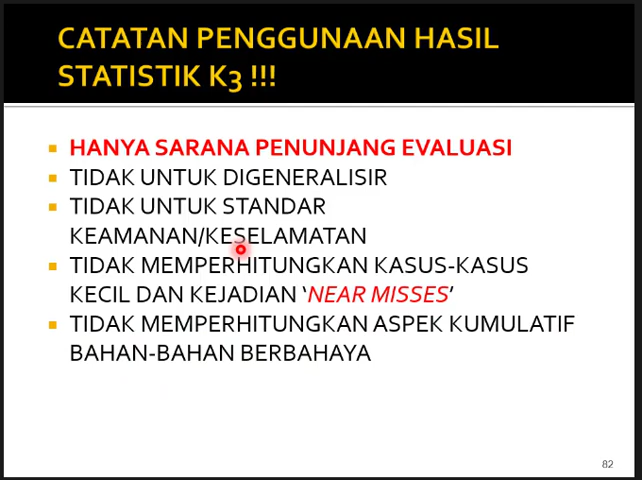 CATATAN PENGGUNAAN HASIL
STATISTIK K3 !!!
HANYA SARANA PENUNJANG EVALUASI
TIDAK UNTUK DIGENERALISIR
TIDAK UNTUK STANDAR
KEAMANAN/KESELAMATAN
TIDAK MEMPERHITUNGKAN KASUS-KASUS
KECIL DAN KEJADIAN ‘NEAR MISSES’
TIDAK MEMPERHITUNGKAN ASPEK KUMULATIF
BAHAN-BAHAN BERBAHAYA
82